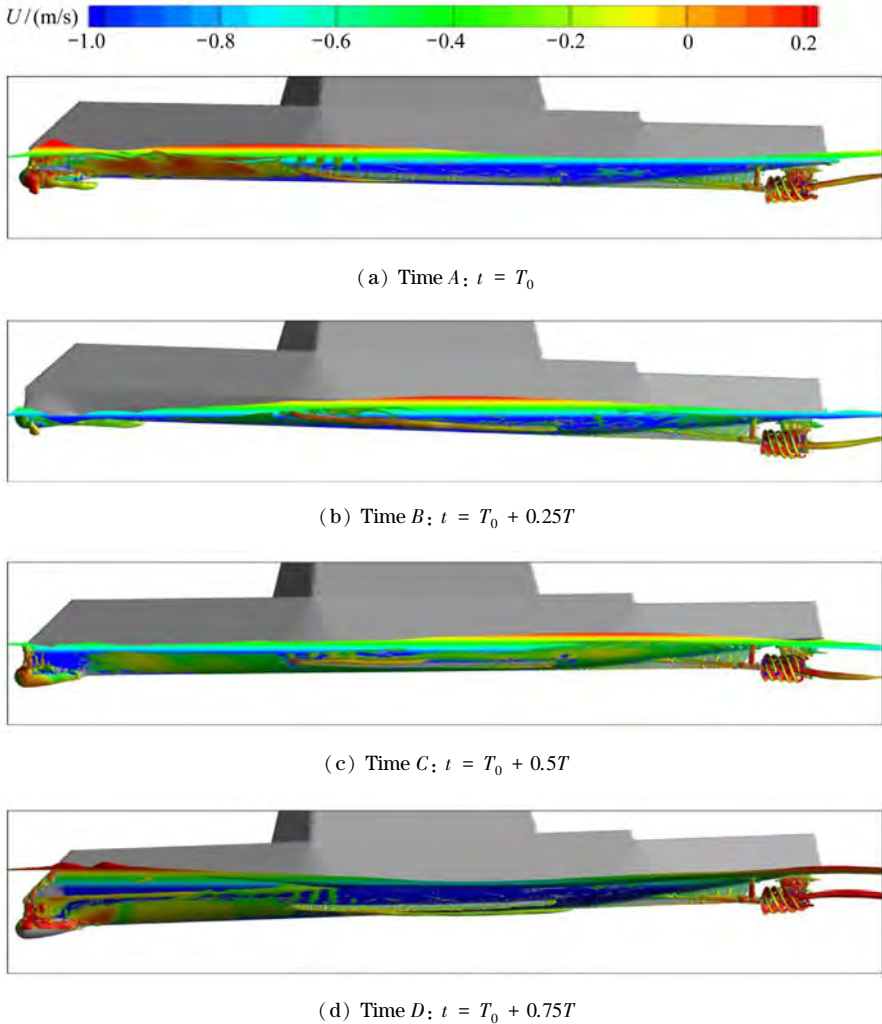 U/(m/s)
−1.0 −0.8 −0.6 −0.4 −0.2 0 0.2
(a) Time A: t = T₀
(b) Time B: t = T₀ + 0.25T
(c) Time C: t = T₀ + 0.5T
(d) Time D: t = T₀ + 0.75T